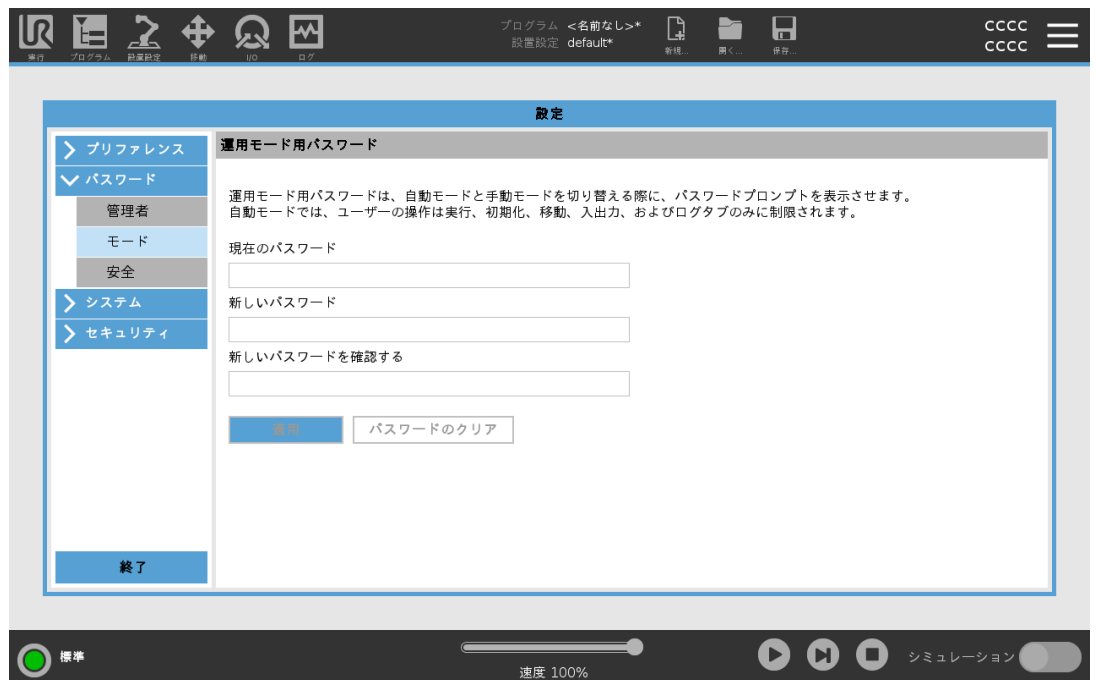 UR
プログラム <名前なし>*
設置設定 default*
CCCC
CCCC
実行
プログラム
設置設定
移動
I/O
ログ
新規...
開く...
保存...
設定
プリファレンス
パスワード
管理者
モード
安全
システム
セキュリティ
終了
運用モード用パスワード
運用モード用パスワードは、自動モードと手動モードを切り替える際に、パスワードプロンプトを表示させます。
自動モードでは、ユーザーの操作は実行、初期化、移動、入出力、およびログタブのみに制限されます。
現在のパスワード
新しいパスワード
新しいパスワードを確認する
パスワードのクリア
標準
速度 100%
シミュレーション